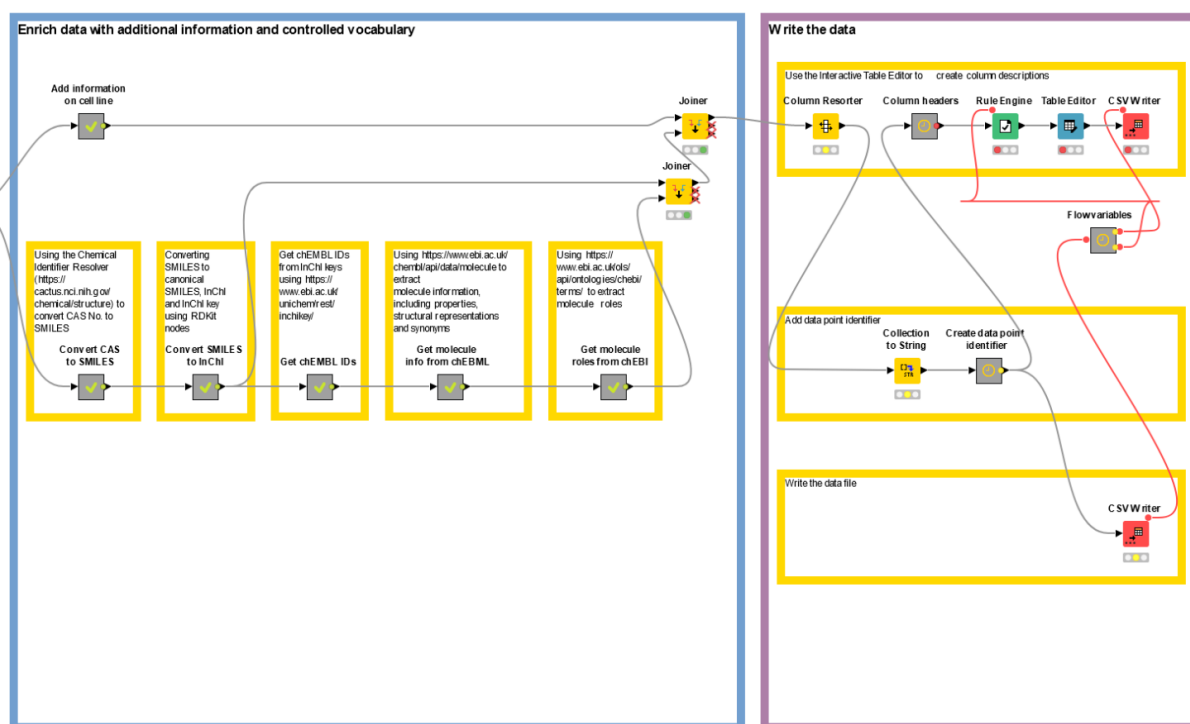 Enrich data with additional information and controlled vocabulary
Add information
on cell line
Joiner
Joiner
Using the Chemical
Identifier Resolver
(https://
cactus.nci.nih.gov/
chemical/structure) to
convert CAS No. to
SMILES
Convert CAS
to SMILES
Converting
SMILES to
canonical
SMILES, InChI
and InChI key
using RDKit
nodes
Convert SMILES
to InChI
Get chEMBL IDs
from InChI keys
using https://
www.ebi.ac.uk/
unichem/rest/
inchikey/
Get chEMBL IDs
Using https://www.ebi.ac.uk/
chembl/api/data/molecule to
extract
molecule information,
including properties,
structural representations
and synonyms
Get molecule
info from chEBML
Using https://
www.ebi.ac.uk/ols/
api/ontologies/chebi/
terms/ to extract
molecule roles
Get molecule
roles from chEBI
Write the data
Use the Interactive Table Editor to create column descriptions
Column Resorter
Column headers
Rule Engine
Table Editor
CSV Writer
Flowvariables
Add data point identifier
Collection
to String
Create data point
identifier
Write the data file
CSV Writer